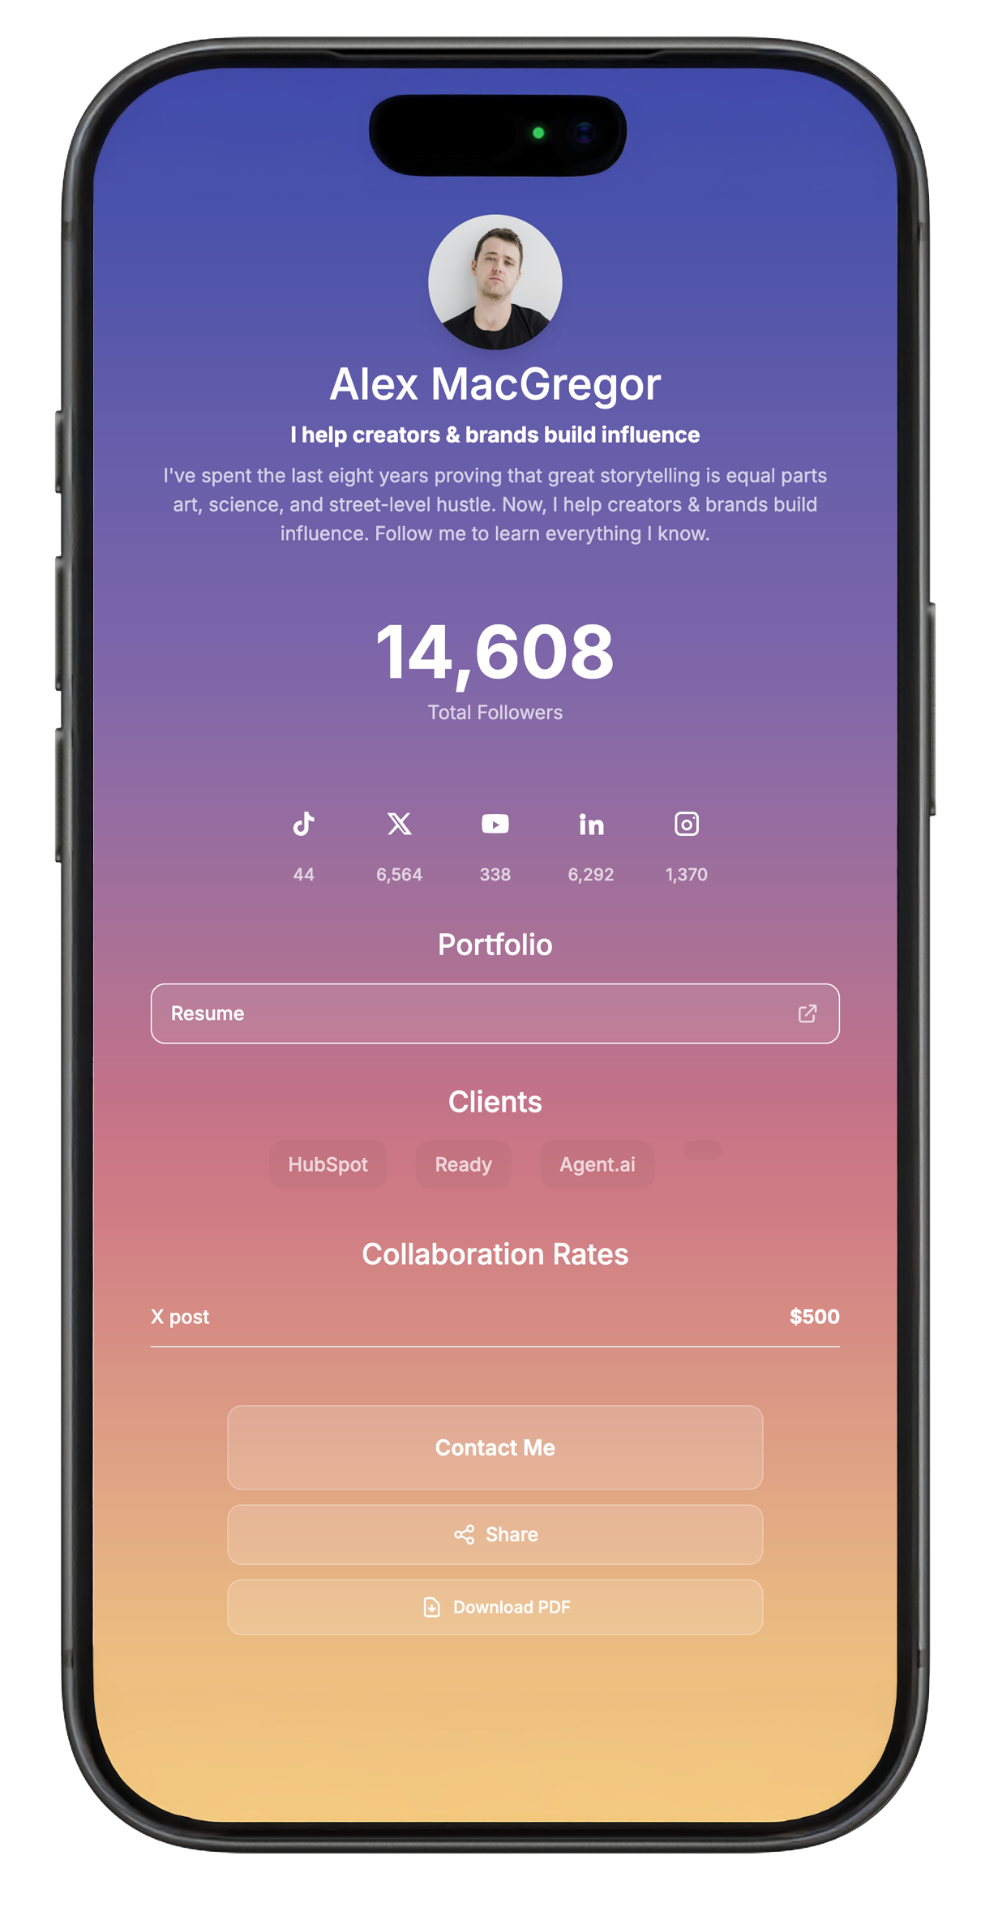 Alex MacGregor
I help creators & brands build influence
I've spent the last eight years proving that great storytelling is equal parts
art, science, and street-level hustle. Now, I help creators & brands build
influence. Follow me to learn everything I know.
14,608
Total Followers
44 6,564 338 6,292 1,370
Portfolio
Resume
Clients
HubSpot Ready Agent.ai
Collaboration Rates
X post $500
Contact Me
Share
Download PDF